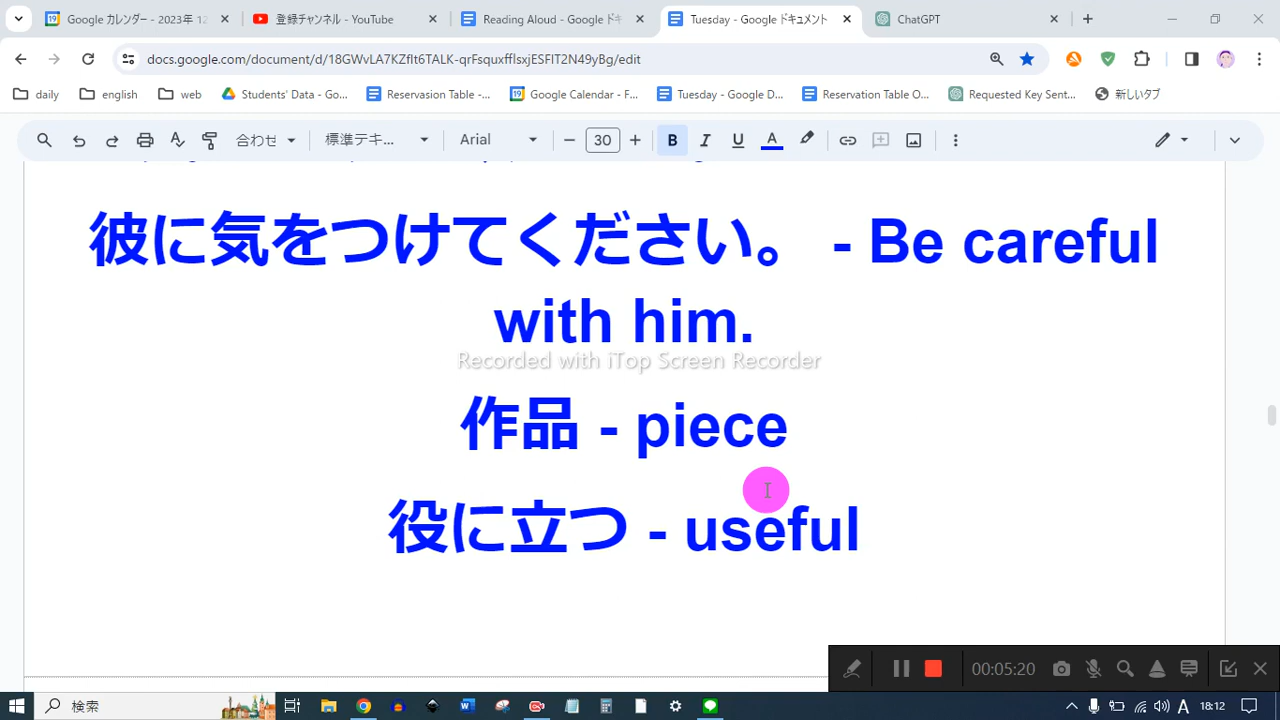 Google カレンダー - 2023年 12
登録チャンネル - YouTube
Reading Aloud - Google ドキ
Tuesday - Google ドキュメント
ChatGPT
docs.google.com/document/d/18GWvLA7KZfIt6TALK-qrFsquxfflsriESFIT2N49yBg/edit
daily
english
web
Students' Data - Go...
Reservasion Table -...
Google Calendar - F...
Tuesday - Google D...
Reservation Table O...
Requested Key Sent...
新しいタブ
合わせ
標準テキ...
Arial
30
B
I
U
A
彼に気をつけてください。 - Be careful
with him.
Recorded with iTop Screen Recorder
作品 - piece
役に立つ - useful
00:05:20
検索
A
18:12